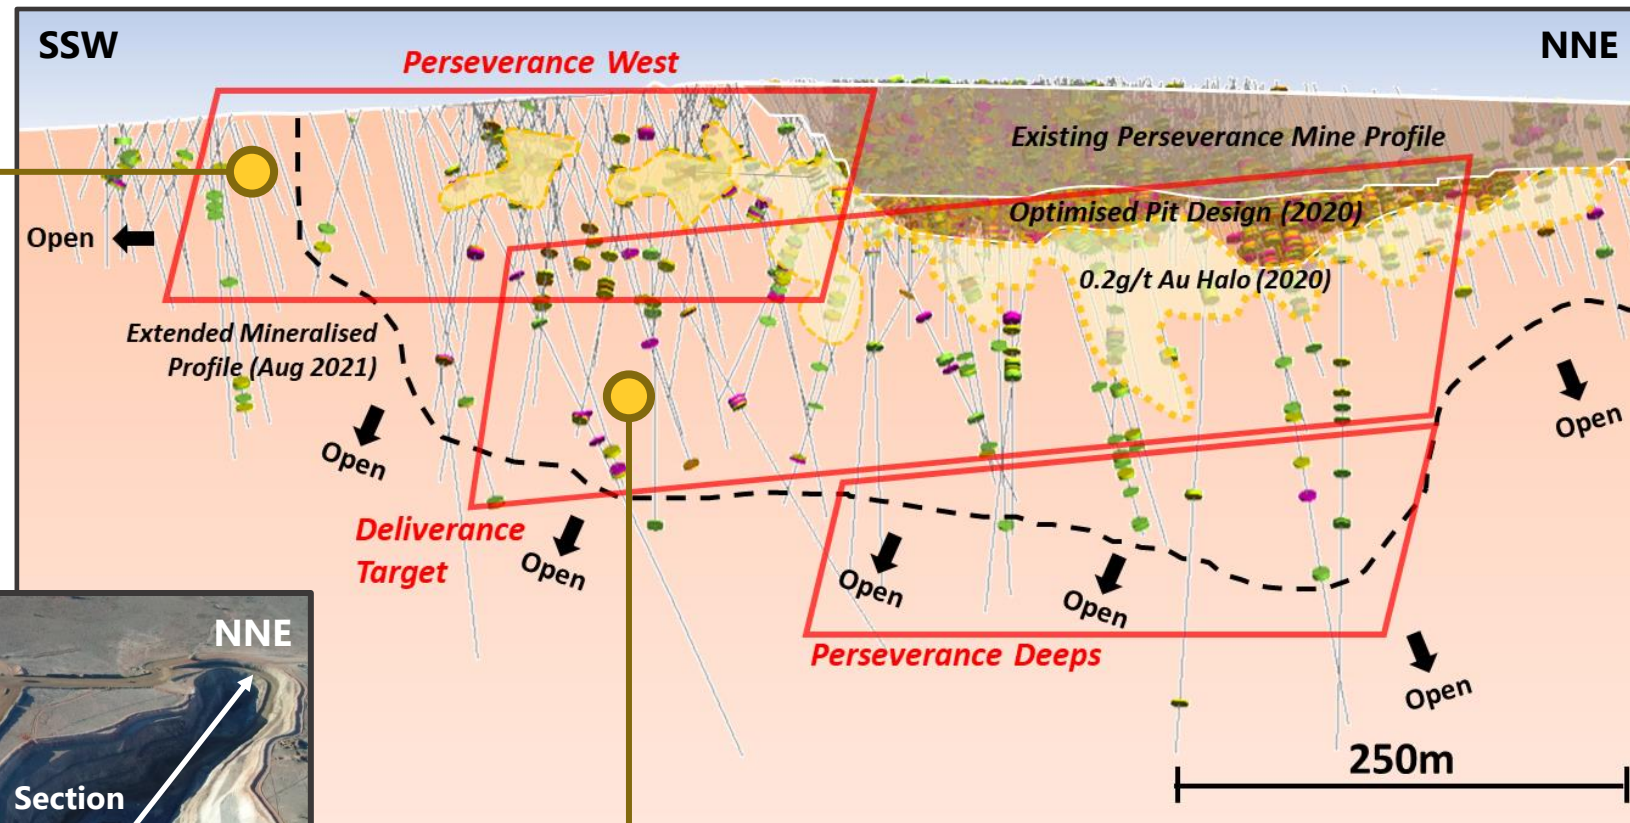 SSW
NNE
Perseverance West
Existing Perseverance Mine Profile
Optimised Pit Design (2020)
Open
0.2g/t Au Halo (2020)
Extended Mineralised
Profile (Aug 2021)
Open
Open
Deliverance
Target
Open
Open
Open
Perseverance Deeps
Open
250m
NNE
Section